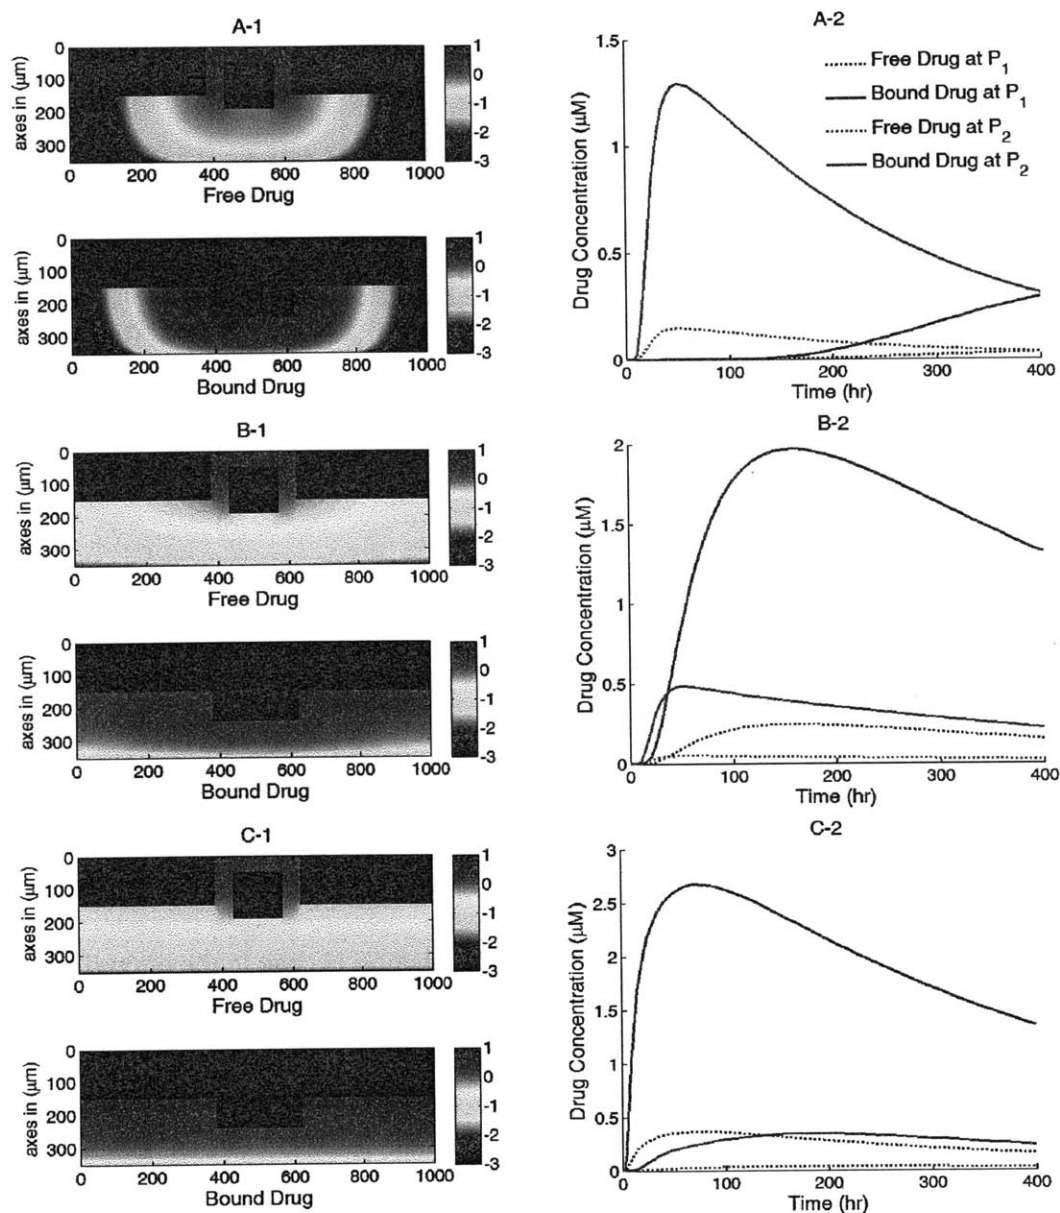 A-1
0
100
200
300
axes in (μm)
1
0
-1
-2
-3
0 200 400 600 800 1000
Free Drug
0
100
200
300
axes in (μm)
1
0
-1
-2
-3
0 200 400 600 800 1000
Bound Drug
A-2
1.5
1
0.5
0
Drug Concentration (μM)
Free Drug at P1
Bound Drug at P1
Free Drug at P2
Bound Drug at P2
0 100 200 300 400
Time (hr)
B-1
0
100
200
300
axes in (μm)
1
0
-1
-2
-3
0 200 400 600 800 1000
Free Drug
0
100
200
300
axes in (μm)
1
0
-1
-2
-3
0 200 400 600 800 1000
Bound Drug
B-2
2
1.5
1
0.5
0
Drug Concentration (μM)
0 100 200 300 400
Time (hr)
C-1
0
100
200
300
axes in (μm)
1
0
-1
-2
-3
0 200 400 600 800 1000
Free Drug
0
100
200
300
axes in (μm)
1
0
-1
-2
-3
0 200 400 600 800 1000
Bound Drug
C-2
3
2.5
2
1.5
1
0.5
0
Drug Concentration (μM)
0 100 200 300 400
Time (hr)